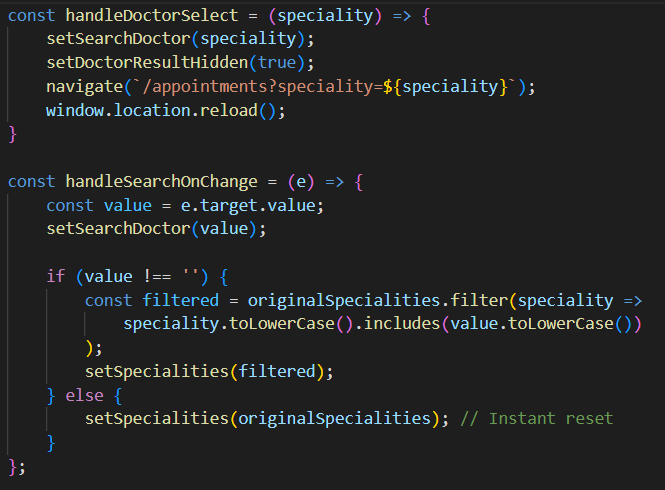 const handleDoctorSelect = (speciality) => {
    setSearchDoctor(speciality);
    setDoctorResultHidden(true);
    navigate(`/appointments?speciality=${speciality}`);
    window.location.reload();
}

const handleSearchOnChange = (e) => {
    const value = e.target.value;
    setSearchDoctor(value);

    if (value !== '') {
        const filtered = originalSpecialities.filter(speciality =>
            speciality.toLowerCase().includes(value.toLowerCase())
        );
        setSpecialities(filtered);
    } else {
        setSpecialities(originalSpecialities); // Instant reset
    }
};